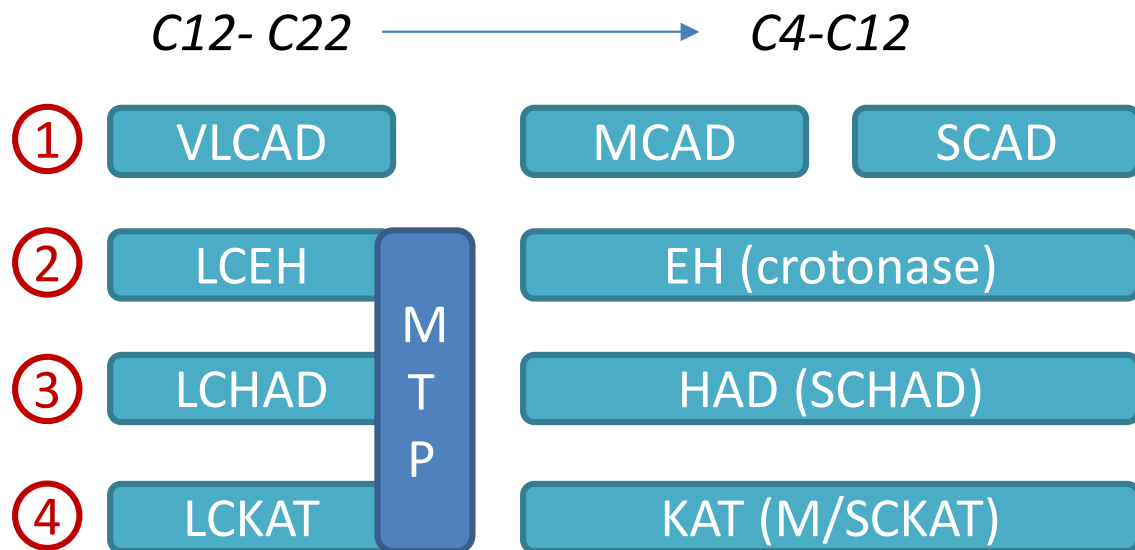 C12- C22 C4-C12
1 VLCAD MCAD SCAD
2 LCEH EH (crotonase)
3 LCHAD HAD (SCHAD)
4 LCKAT KAT (M/SCKAT)
M
T
P